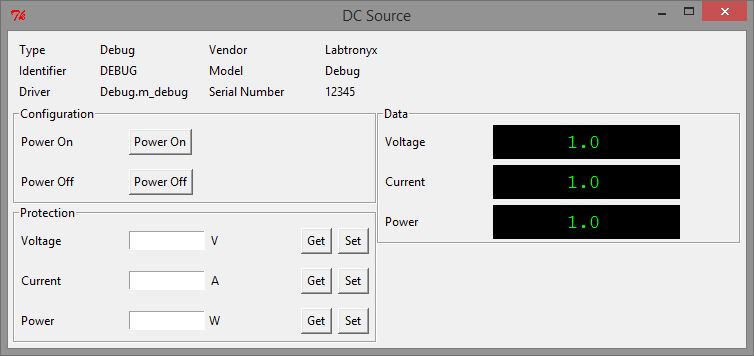 DC Source
Type Debug Vendor Labtronyx
Identifier DEBUG Model Debug
Driver Debug.m_debug Serial Number 12345
Configuration
Power On Power On
Power Off Power Off
Protection
Voltage V Get Set
Current A Get Set
Power W Get Set
Data
Voltage 1.0
Current 1.0
Power 1.0